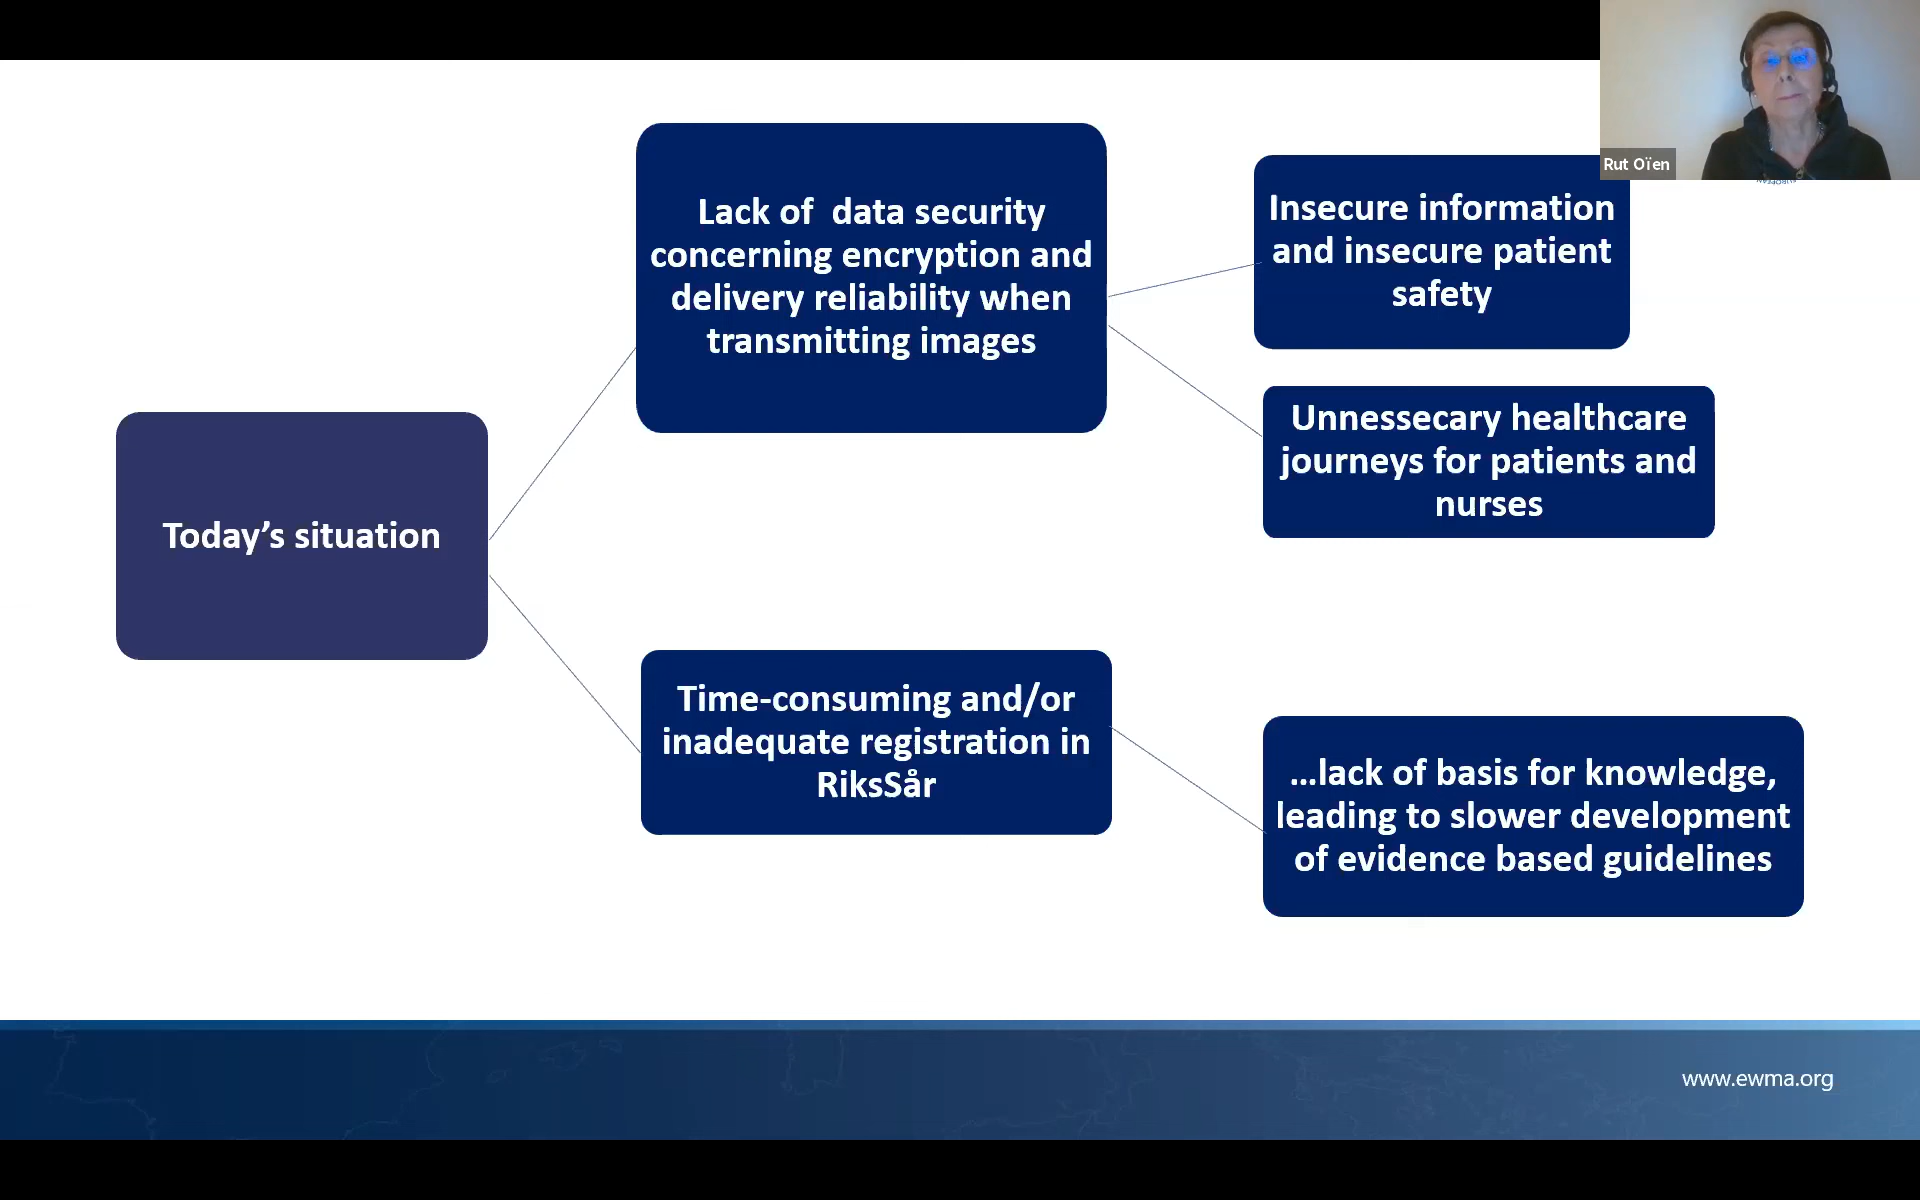 Rut Oïen
Lack of  data security
concerning encryption and
delivery reliability when
transmitting images
Insecure information
and insecure patient
safety
Unnessecary healthcare
journeys for patients and
nurses
Today’s situation
Time-consuming and/or
inadequate registration in
RiksSår
...lack of basis for knowledge,
leading to slower development
of evidence based guidelines
www.ewma.org